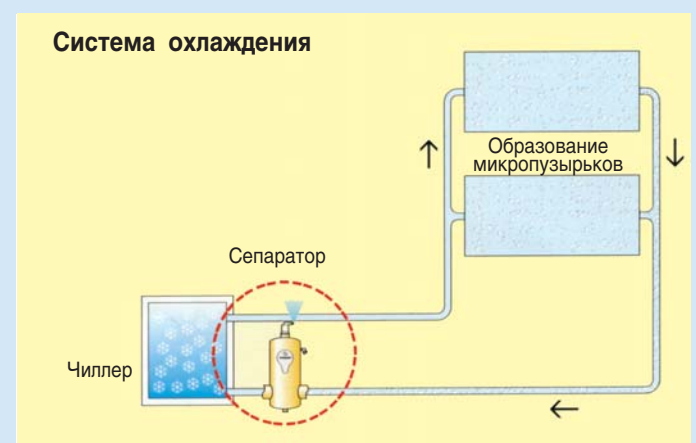 Система охлаждения
Образование
микропузырьков
Сепаратор
Чиллер